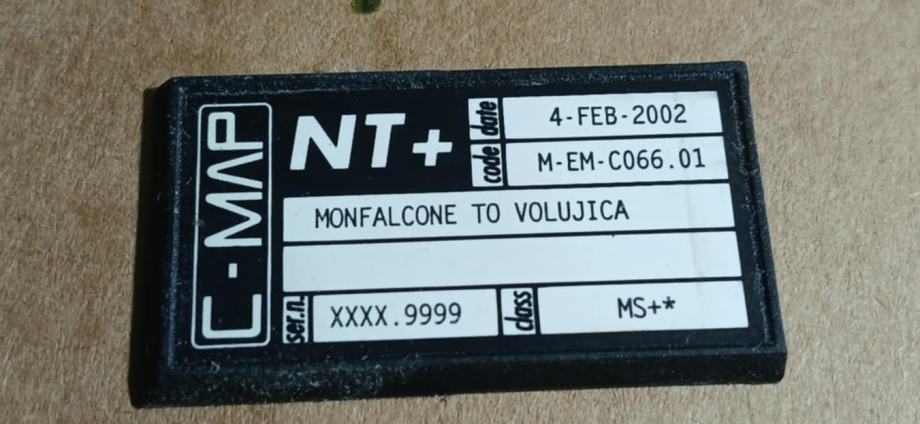 C-MAP
NT+
date 4-FEB-2002
code M-EM-C066.01
MONFALCONE TO VOLUJICA
ser.n. XXXX.9999
class MS+*